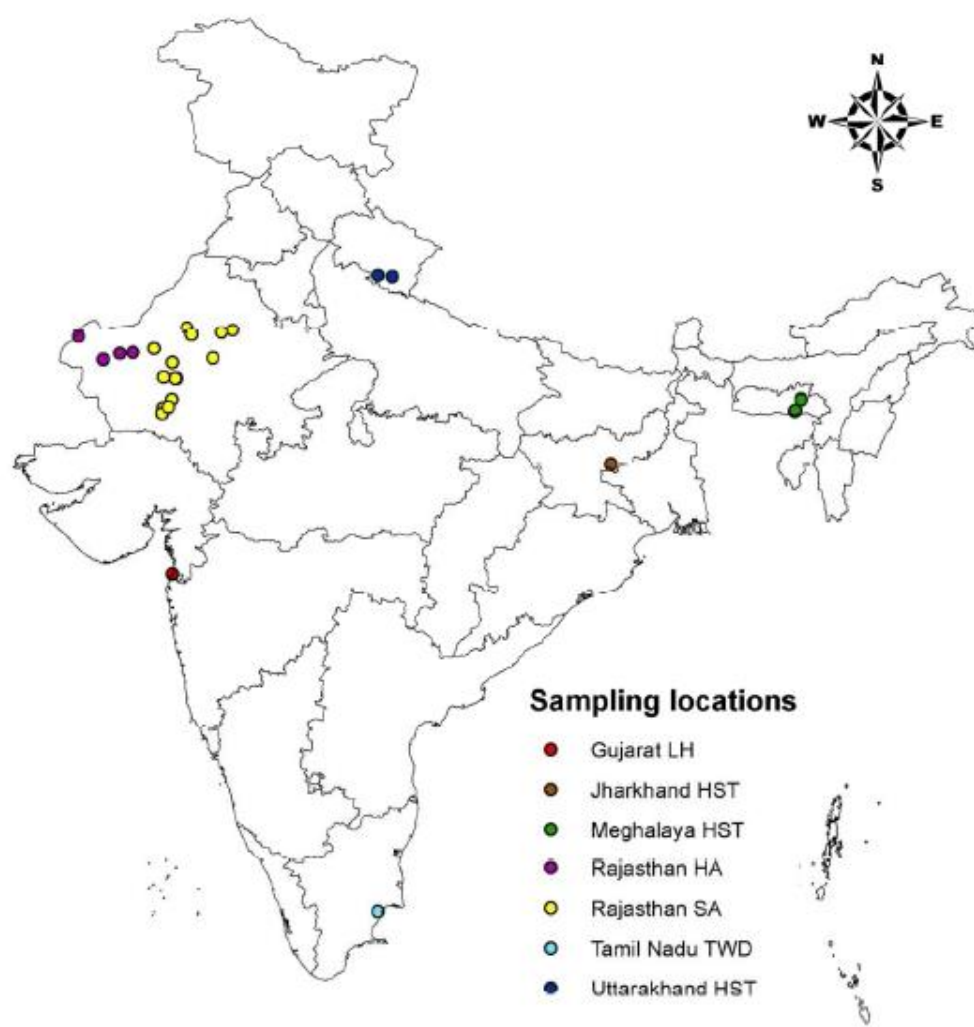 N
W E
S
Sampling locations
Gujarat LH
Jharkhand HST
Meghalaya HST
Rajasthan HA
Rajasthan SA
Tamil Nadu TWD
Uttarakhand HST